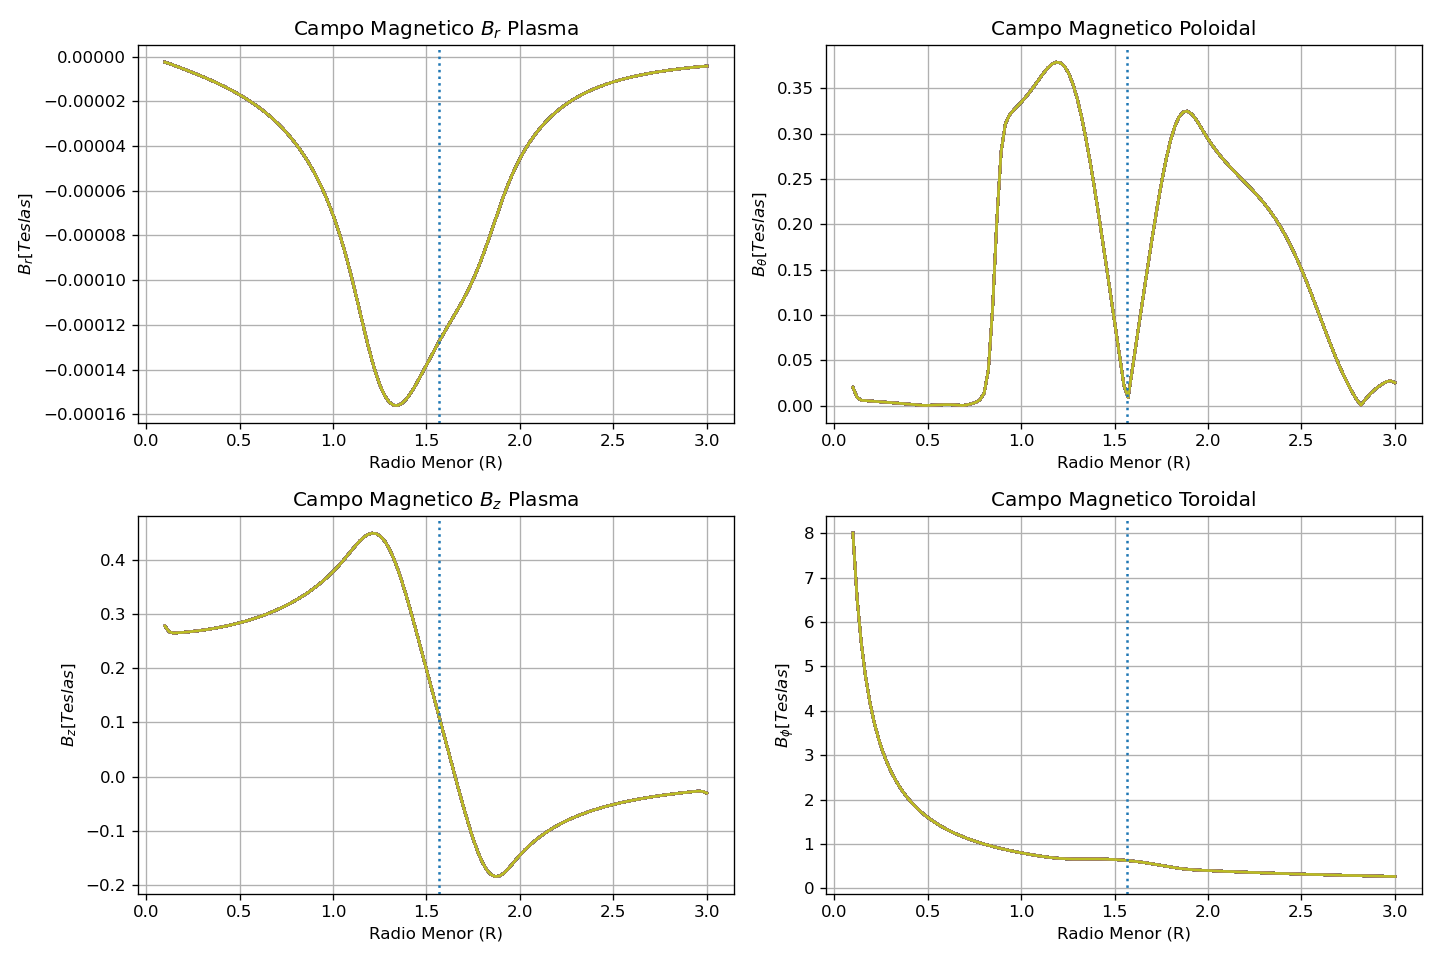 Campo Magnetico B_r Plasma
B_r[Teslas]
0.00000
−0.00002
−0.00004
−0.00006
−0.00008
−0.00010
−0.00012
−0.00014
−0.00016
0.0 0.5 1.0 1.5 2.0 2.5 3.0
Radio Menor (R)
Campo Magnetico Poloidal
B_θ[Teslas]
0.35
0.30
0.25
0.20
0.15
0.10
0.05
0.00
0.0 0.5 1.0 1.5 2.0 2.5 3.0
Radio Menor (R)
Campo Magnetico B_z Plasma
B_z[Teslas]
0.4
0.3
0.2
0.1
0.0
−0.1
−0.2
0.0 0.5 1.0 1.5 2.0 2.5 3.0
Radio Menor (R)
Campo Magnetico Toroidal
B_ϕ[Teslas]
8
7
6
5
4
3
2
1
0
0.0 0.5 1.0 1.5 2.0 2.5 3.0
Radio Menor (R)